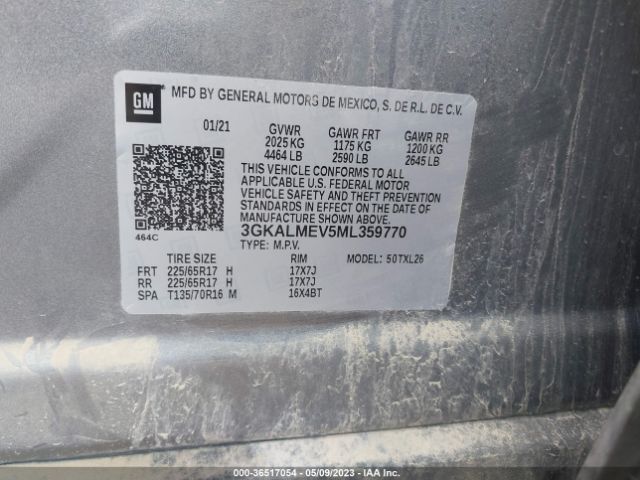 GM
MFD BY GENERAL MOTORS DE MEXICO, S. DE R.L. DE C.V.
01/21 GVWR GAWR FRT GAWR RR
2025 KG 1175 KG 1200 KG
4464 LB 2590 LB 2645 LB
THIS VEHICLE CONFORMS TO ALL
APPLICABLE U.S. FEDERAL MOTOR
VEHICLE SAFETY AND THEFT PREVENTION
STANDARDS IN EFFECT ON THE DATE OF
MANUFACTURE SHOWN ABOVE.
464C 3GKALMEV5ML359770
TYPE: M.P.V.
TIRE SIZE RIM MODEL: 50TXL26
FRT 225/65R17 H 17X7J
RR 225/65R17 H 17X7J
SPA T135/70R16 M 16X4BT
000-36517054 - 05/09/2023 - IAA Inc.